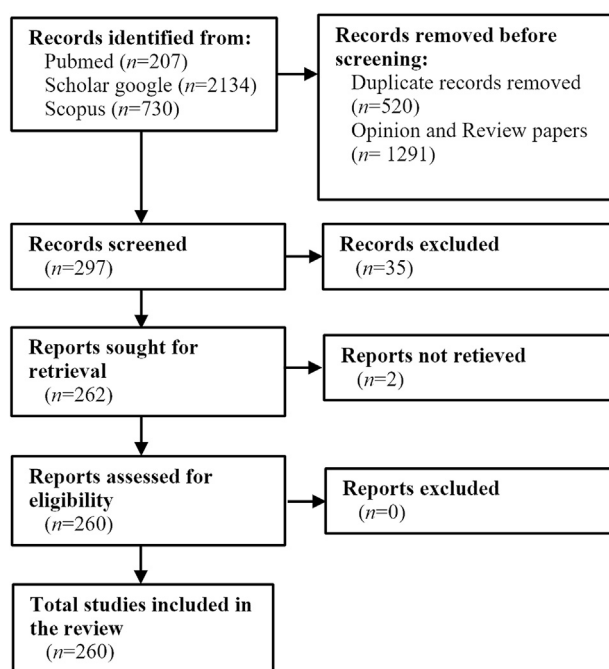 Records identified from:
Pubmed (n=207)
Scholar google (n=2134)
Scopus (n=730)
Records removed before
screening:
Duplicate records removed
(n=520)
Opinion and Review papers
(n= 1291)
Records screened
(n=297)
Records excluded
(n=35)
Reports sought for
retrieval
(n=262)
Reports not retieved
(n=2)
Reports assessed for
eligibility
(n=260)
Reports excluded
(n=0)
Total studies included in
the review
(n=260)